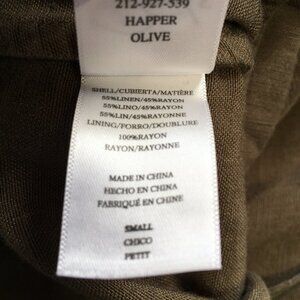 212-927-539
HAPPER
OLIVE
SHELL/CUBIERTA/MATIÈRE
55%LINEN/45%RAYON
55%LINO/45%RAYON
55%LIN/45%RAYONNE
LINING/FORRO/DOUBLURE
100%RAYON
RAYON/RAYONNE
MADE IN CHINA
HECHO EN CHINA
FABRIQUÉ EN CHINE
SMALL
CHICO
PETIT